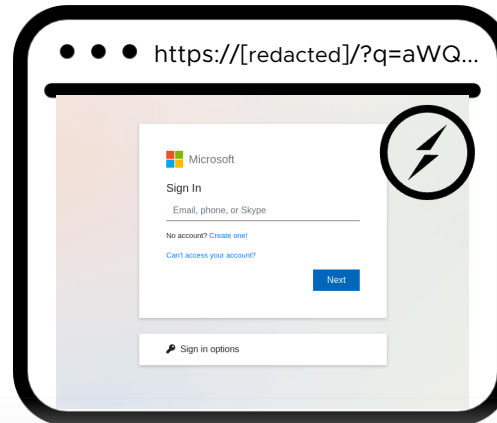 https://[redacted]/?q=aWQ...
Microsoft
Sign In
Email, phone, or Skype
No account? Create one!
Can't access your account?
Next
Sign in options